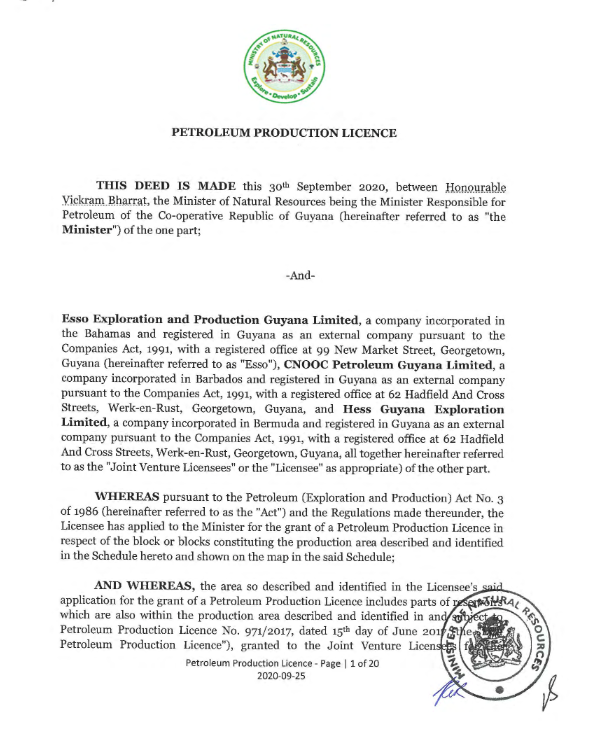 MINISTRY OF NATURAL RESOURCES
Explore • Develop • Sustain
PETROLEUM PRODUCTION LICENCE
THIS DEED IS MADE this 30th September 2020, between Honourable
Vickram Bharrat, the Minister of Natural Resources being the Minister Responsible for
Petroleum of the Co-operative Republic of Guyana (hereinafter referred to as "the
Minister") of the one part;
-And-
Esso Exploration and Production Guyana Limited, a company incorporated in
the Bahamas and registered in Guyana as an external company pursuant to the
Companies Act, 1991, with a registered office at 99 New Market Street, Georgetown,
Guyana (hereinafter referred to as "Esso"), CNOOC Petroleum Guyana Limited, a
company incorporated in Barbados and registered in Guyana as an external company
pursuant to the Companies Act, 1991, with a registered office at 62 Hadfield And Cross
Streets, Werk-en-Rust, Georgetown, Guyana, and Hess Guyana Exploration
Limited, a company incorporated in Bermuda and registered in Guyana as an external
company pursuant to the Companies Act, 1991, with a registered office at 62 Hadfield
And Cross Streets, Werk-en-Rust, Georgetown, Guyana, all together hereinafter referred
to as the "Joint Venture Licensees" or the "Licensee" as appropriate) of the other part.
WHEREAS pursuant to the Petroleum (Exploration and Production) Act No. 3
of 1986 (hereinafter referred to as the "Act") and the Regulations made thereunder, the
Licensee has applied to the Minister for the grant of a Petroleum Production Licence in
respect of the block or blocks constituting the production area described and identified
in the Schedule hereto and shown on the map in the said Schedule;
AND WHEREAS, the area so described and identified in the Licensee's said
application for the grant of a Petroleum Production Licence includes parts of reservoirs
which are also within the production area described and identified in and subject to
Petroleum Production Licence No. 971/2017, dated 15th day of June 2017 "the
Petroleum Production Licence"), granted to the Joint Venture Licensees
MINISTER OF NATURAL RESOURCES
Petroleum Production Licence - Page | 1 of 20
2020-09-25